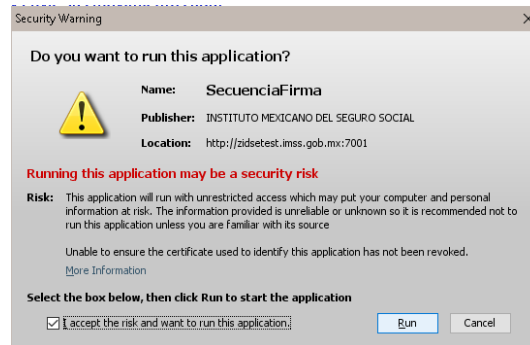 Security Warning
Do you want to run this application?
Name: SecuenciaFirma
Publisher: INSTITUTO MEXICANO DEL SEGURO SOCIAL
Location: http://zidsetest.imss.gob.mx:7001
Running this application may be a security risk
Risk: This application will run with unrestricted access which may put your computer and personal
information at risk. The information provided is unreliable or unknown so it is recommended not to
run this application unless you are familiar with its source
Unable to ensure the certificate used to identify this application has not been revoked.
More Information
Select the box below, then click Run to start the application
I accept the risk and want to run this application.
Run Cancel